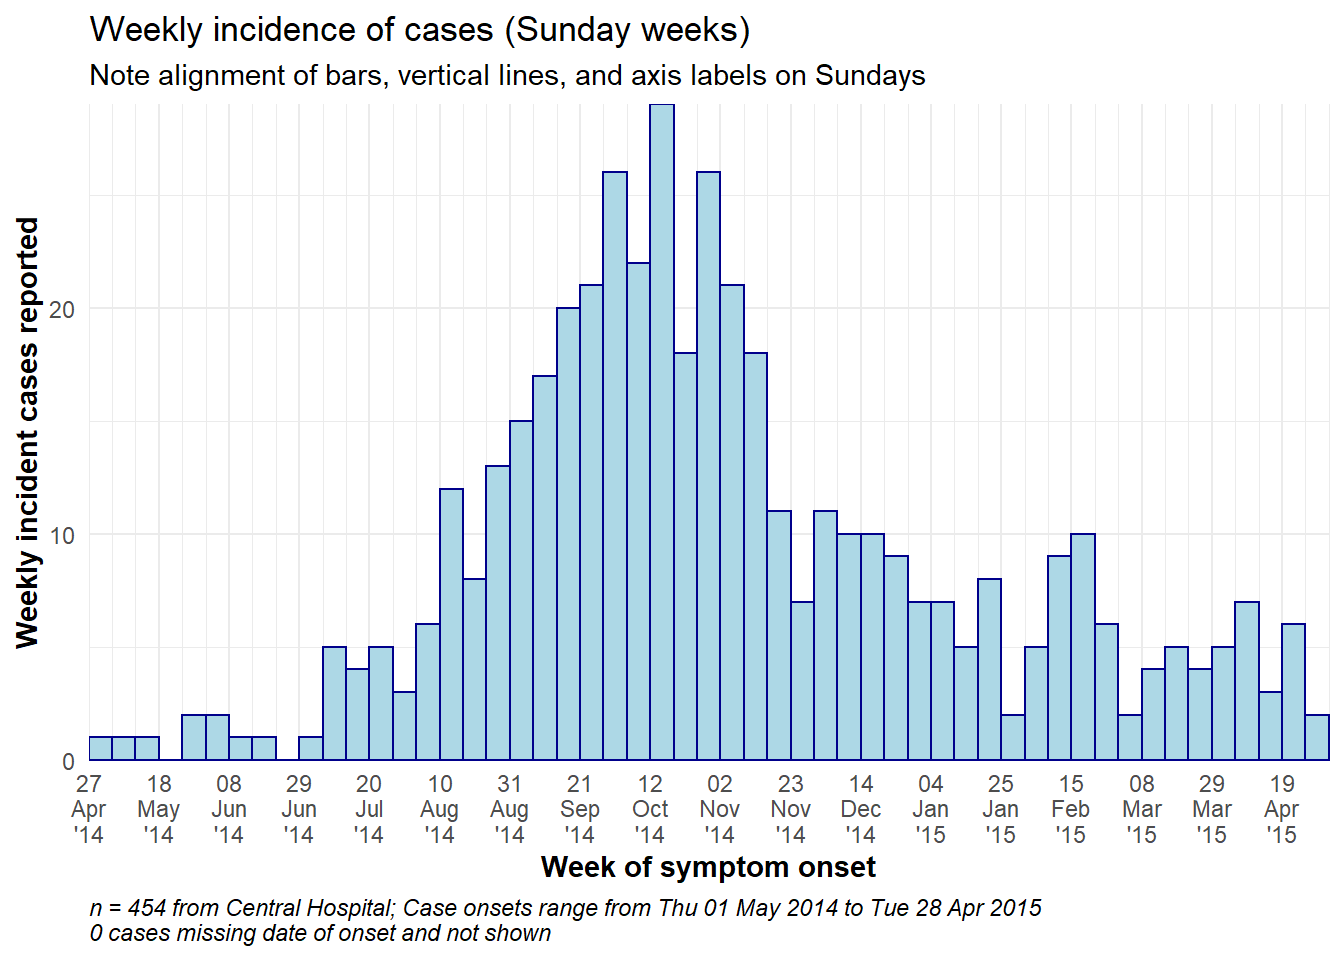 Weekly incidence of cases (Sunday weeks)
Note alignment of bars, vertical lines, and axis labels on Sundays
Weekly incident cases reported
20
10
0
27 18 08 29 20 10 31 21 12 02 23 14 04 25 15 08 29 19
Apr May Jun Jun Jul Aug Aug Sep Oct Nov Nov Dec Jan Jan Feb Mar Mar Apr
'14 '14 '14 '14 '14 '14 '14 '14 '14 '14 '14 '14 '15 '15 '15 '15 '15 '15
Week of symptom onset
n = 454 from Central Hospital; Case onsets range from Thu 01 May 2014 to Tue 28 Apr 2015
0 cases missing date of onset and not shown